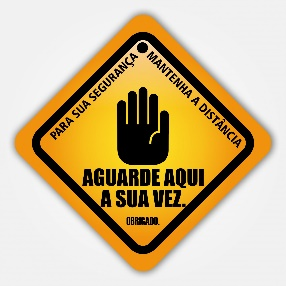 PARA SUA SEGURANÇA
MANTENHA A DISTÂNCIA
AGUARDE AQUI
A SUA VEZ.
OBRIGADO.